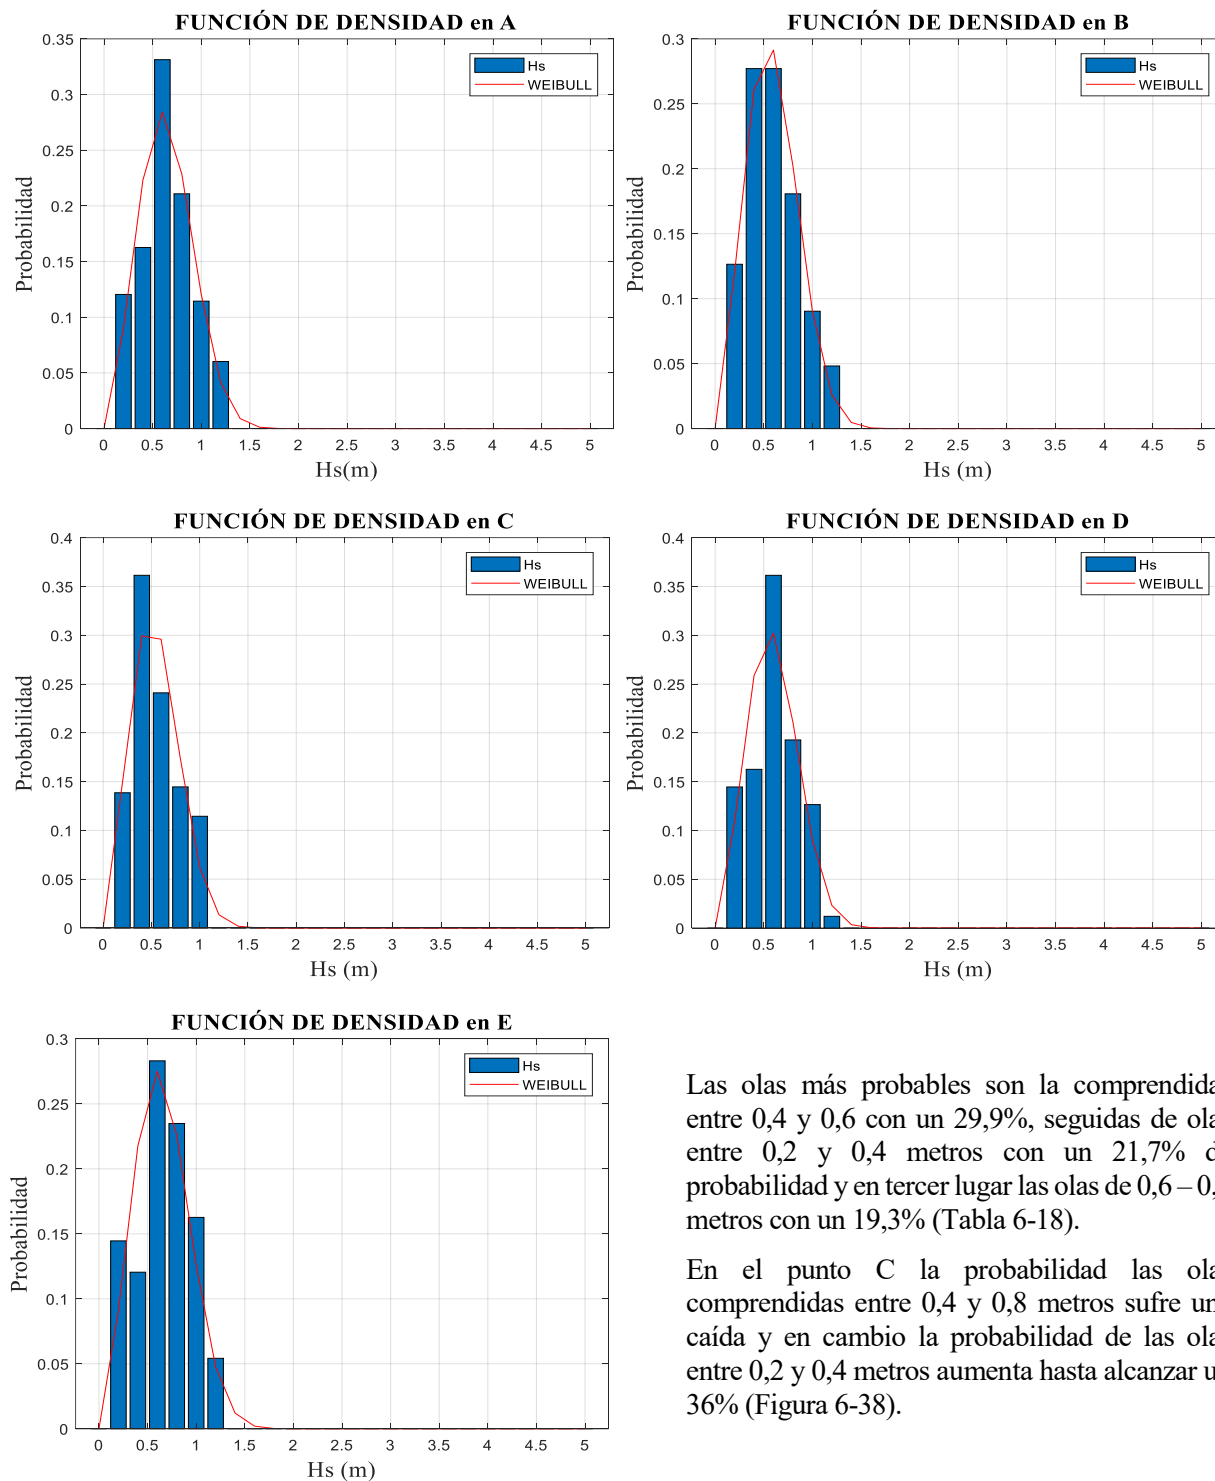 FUNCIÓN DE DENSIDAD en A
0.35
0.3
0.25
0.2
0.15
0.1
0.05
0
Probabilidad
Hs
WEIBULL
0 0.5 1 1.5 2 2.5 3 3.5 4 4.5 5
Hs(m)
FUNCIÓN DE DENSIDAD en B
0.3
0.25
0.2
0.15
0.1
0.05
0
Probabilidad
Hs
WEIBULL
0 0.5 1 1.5 2 2.5 3 3.5 4 4.5 5
Hs (m)
FUNCIÓN DE DENSIDAD en C
0.4
0.35
0.3
0.25
0.2
0.15
0.1
0.05
0
Probabilidad
Hs
WEIBULL
0 0.5 1 1.5 2 2.5 3 3.5 4 4.5 5
Hs (m)
FUNCIÓN DE DENSIDAD en D
0.4
0.35
0.3
0.25
0.2
0.15
0.1
0.05
0
Probabilidad
Hs
WEIBULL
0 0.5 1 1.5 2 2.5 3 3.5 4 4.5 5
Hs (m)
FUNCIÓN DE DENSIDAD en E
0.3
0.25
0.2
0.15
0.1
0.05
0
Probabilidad
Hs
WEIBULL
0 0.5 1 1.5 2 2.5 3 3.5 4 4.5 5
Hs (m)
Las olas más probables son la comprendida
entre 0,4 y 0,6 con un 29,9%, seguidas de ola
entre 0,2 y 0,4 metros con un 21,7% d
probabilidad y en tercer lugar las olas de 0,6 – 0,
metros con un 19,3% (Tabla 6-18).
En el punto C la probabilidad las ola
comprendidas entre 0,4 y 0,8 metros sufre un
caída y en cambio la probabilidad de las ola
entre 0,2 y 0,4 metros aumenta hasta alcanzar u
36% (Figura 6-38).